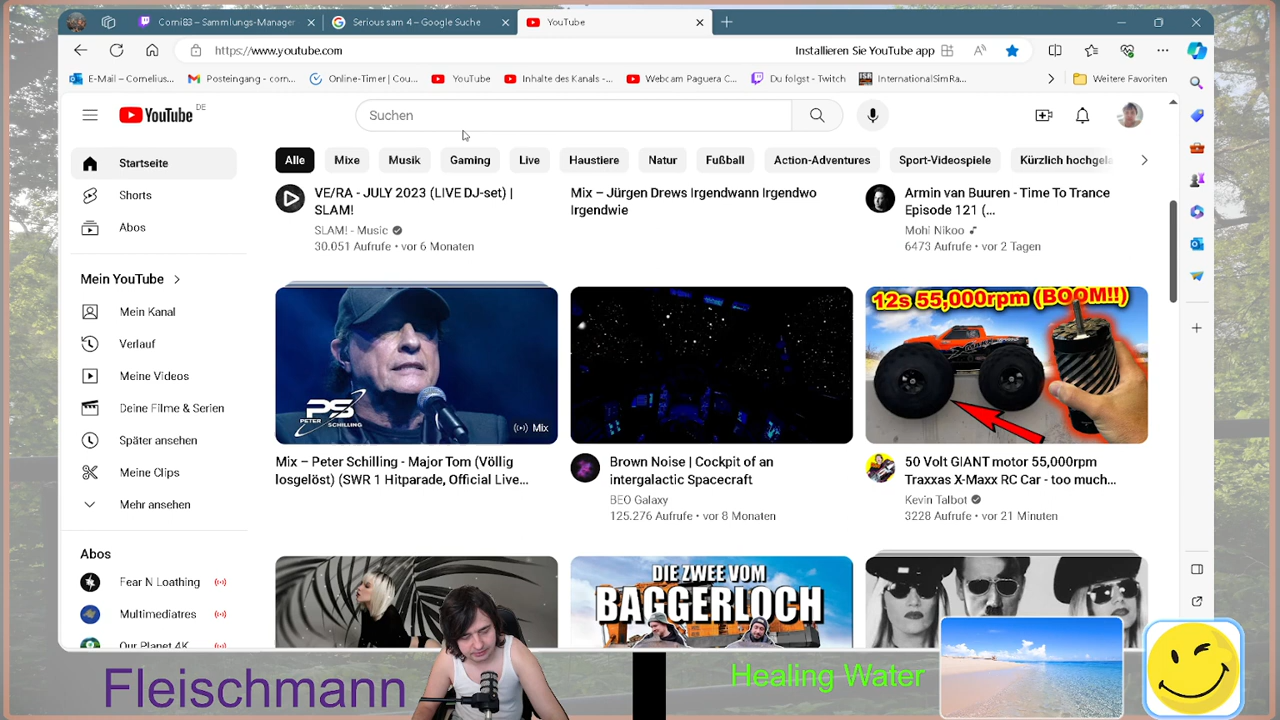 Corni83 – Sammlungs-Manager
Serious sam 4 – Google Suche
YouTube
https://www.youtube.com
Installieren Sie YouTube app
E-Mail – Cornelius...
Posteingang - corn...
Online-Timer | Cou...
YouTube
Inhalte des Kanals -...
Webcam Paguera C...
Du folgst - Twitch
InternationalSimRa...
Weitere Favoriten
YouTube DE
Suchen
Startseite
Shorts
Abos
Mein YouTube
Mein Kanal
Verlauf
Meine Videos
Deine Filme & Serien
Später ansehen
Meine Clips
Mehr ansehen
Abos
Fear N Loathing
Multimediatres
Our Planet 4K
Alle
Mixe
Musik
Gaming
Live
Haustiere
Natur
Fußball
Action-Adventures
Sport-Videospiele
Kürzlich hochgela
VE/RA - JULY 2023 (LIVE DJ-set) |
SLAM!
SLAM! - Music
30.051 Aufrufe • vor 6 Monaten
Mix – Jürgen Drews Irgendwann Irgendwo
Irgendwie
Armin van Buuren - Time To Trance
Episode 121 (...
Mohi Nikoo
6473 Aufrufe • vor 2 Tagen
PS
PETER SCHILLING
Mix
12s 55,000rpm (BOOM!!)
Mix – Peter Schilling - Major Tom (Völlig
losgelöst) (SWR 1 Hitparade, Official Live...
Brown Noise | Cockpit of an
intergalactic Spacecraft
BEO Galaxy
125.276 Aufrufe • vor 8 Monaten
50 Volt GIANT motor 55,000rpm
Traxxas X-Maxx RC Car - too much...
Kevin Talbot
3228 Aufrufe • vor 21 Minuten
DIE ZWEE VOM
BAGGERLOCH
Fleischmann
Healing Water